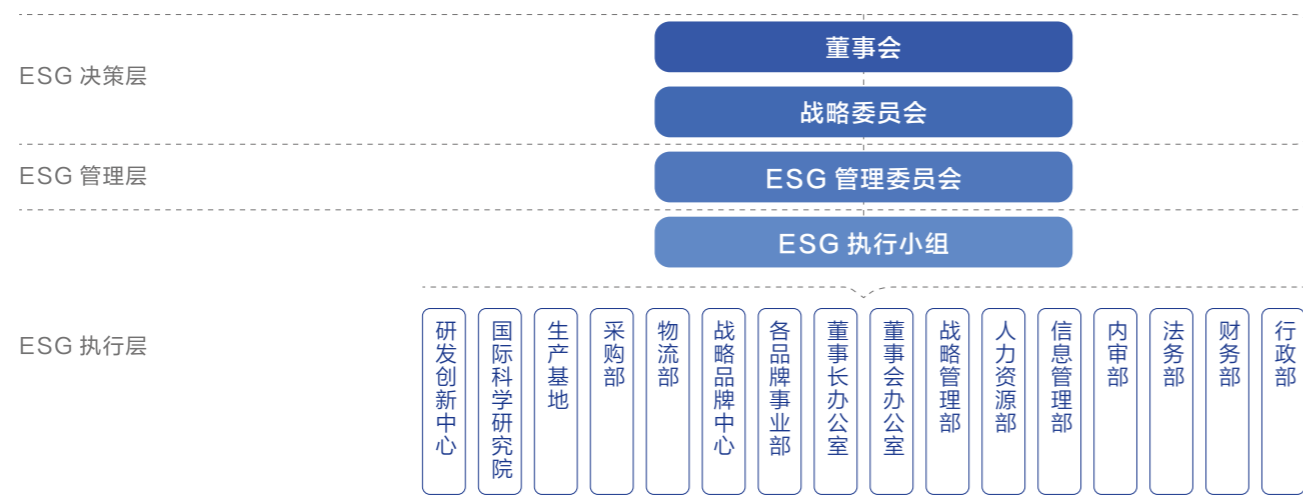 ESG 决策层
董事会
战略委员会
ESG 管理层
ESG 管理委员会
ESG 执行小组
ESG 执行层
研发创新中心
国际科学研究院
生产基地
采购部
物流部
战略品牌中心
各品牌事业部
董事长办公室
董事会办公室
战略管理部
人力资源部
信息管理部
内审部
法务部
财务部
行政部